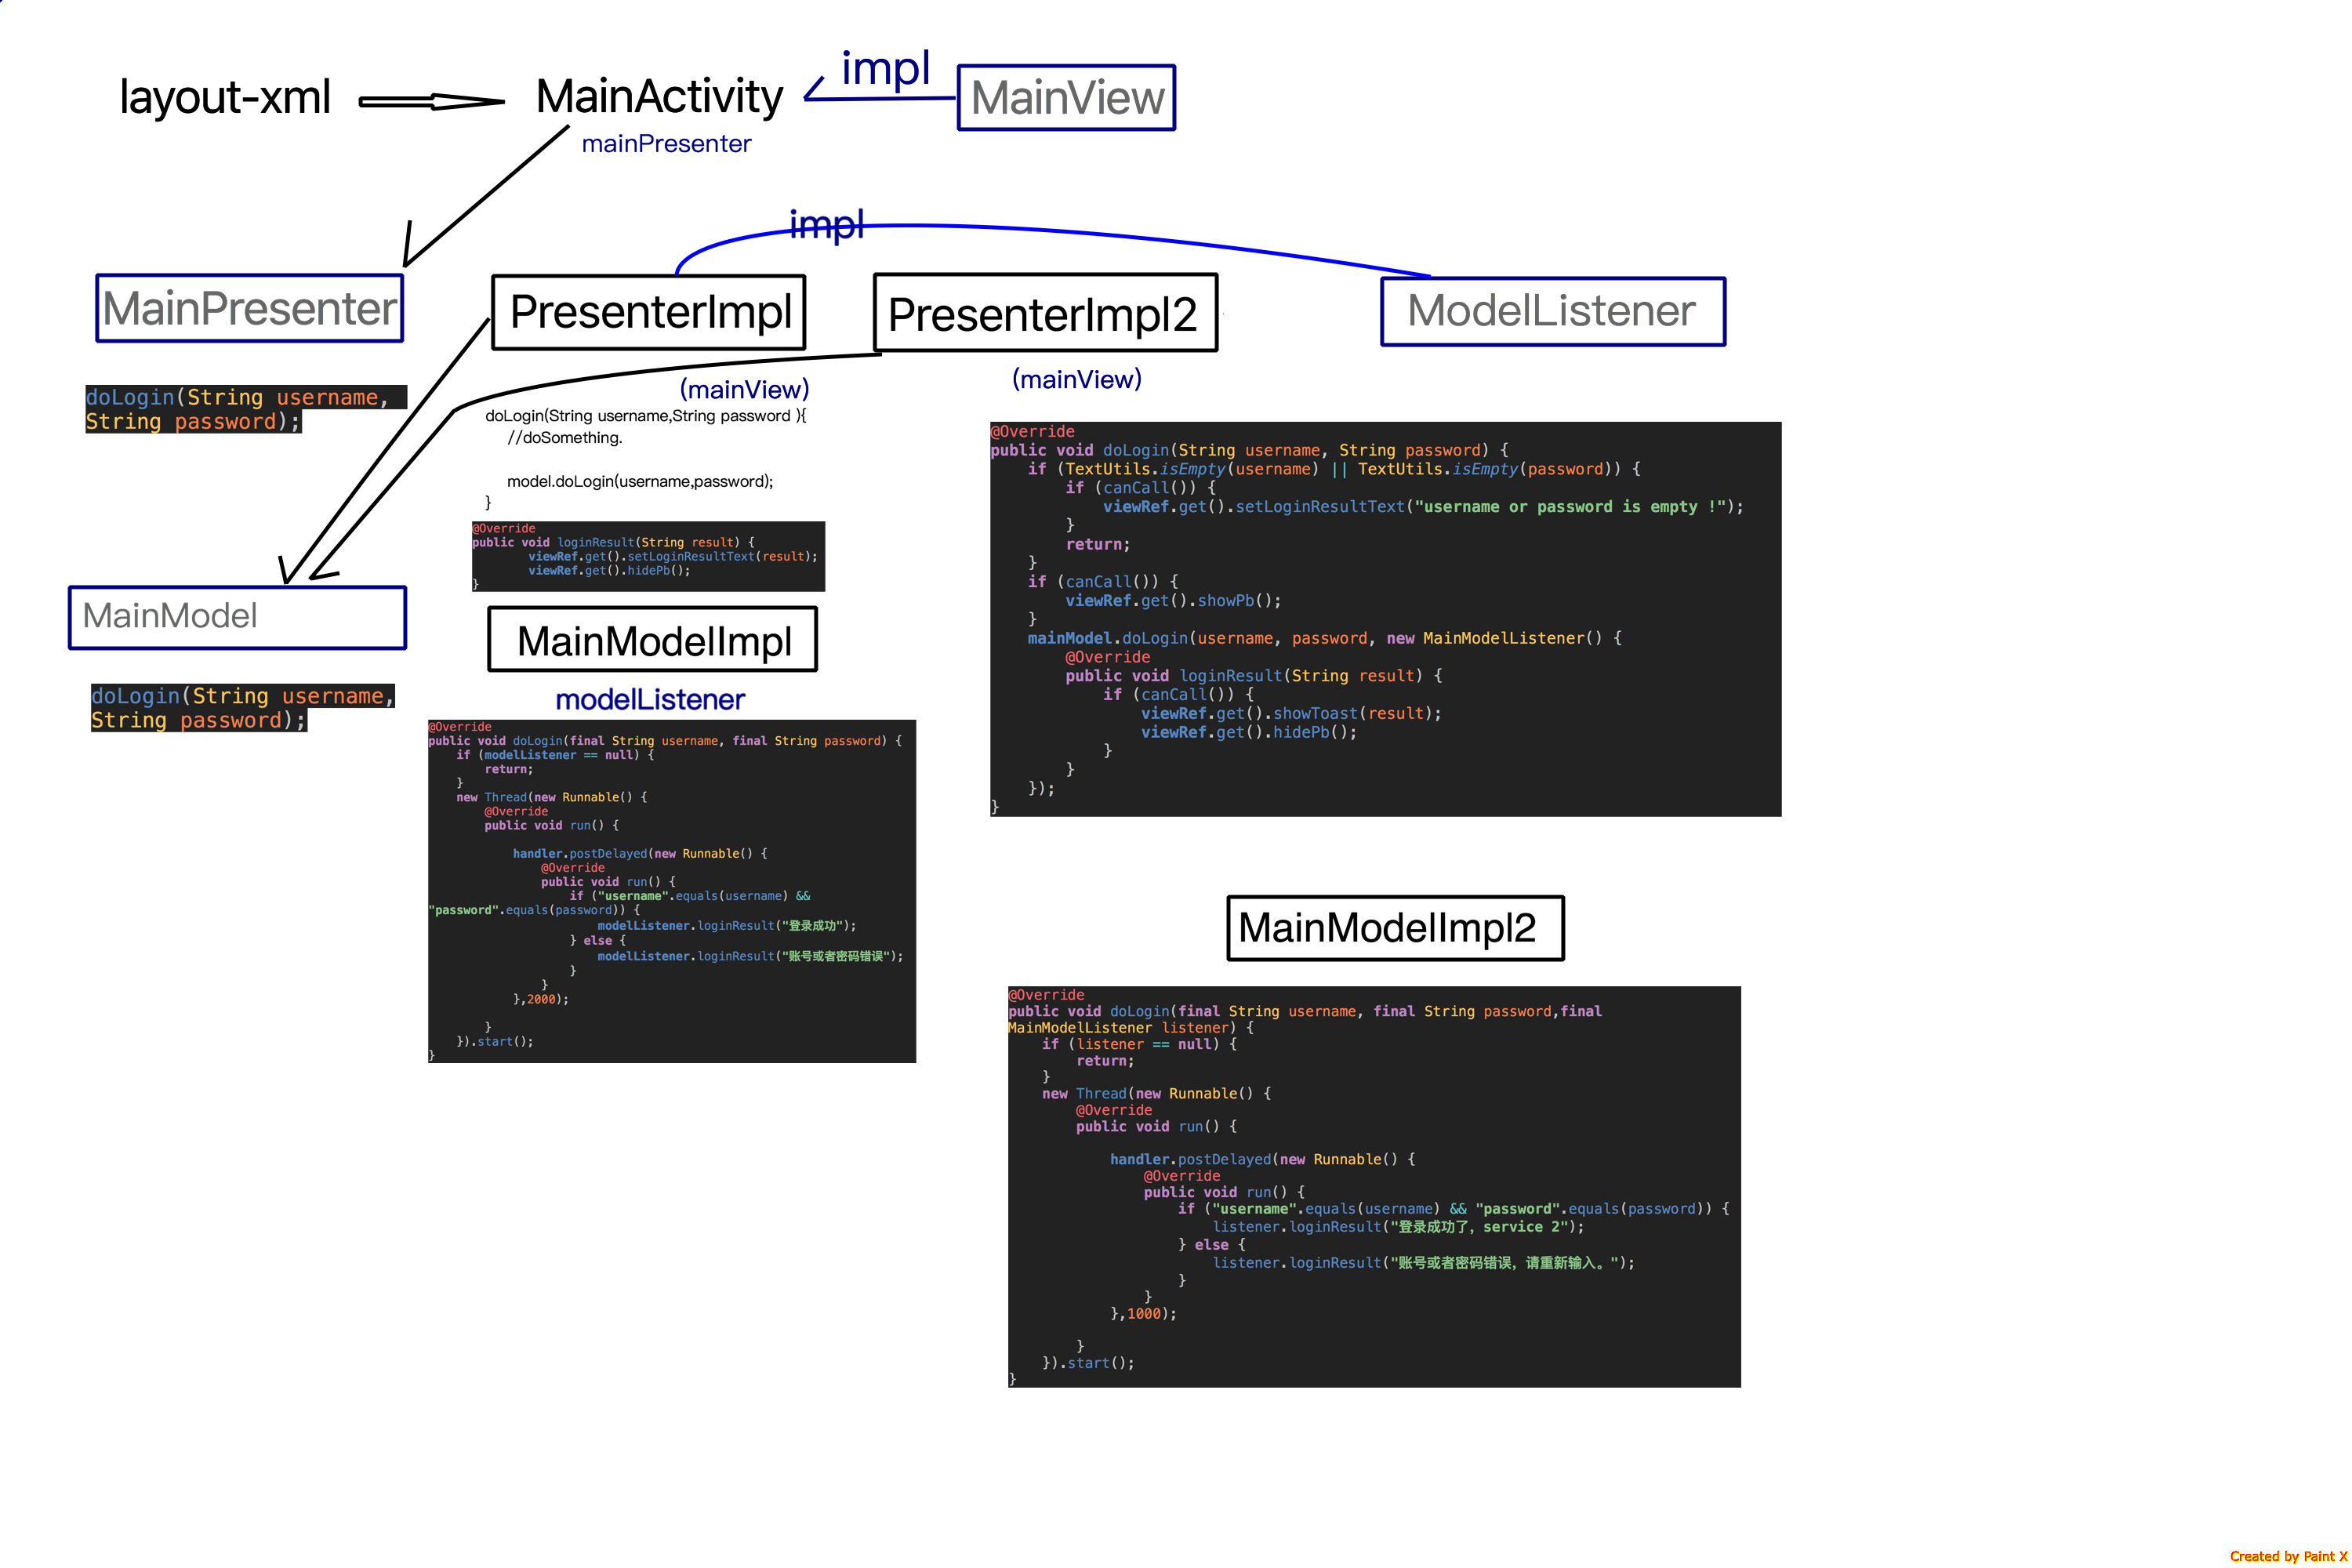 layout-xml
MainActivity
impl
MainView
mainPresenter
impl
MainPresenter
PresenterImpl
PresenterImpl2
ModelListener
doLogin(String username,
String password);
(mainView)
doLogin(String username,String password ){
//doSomething.
model.doLogin(username,password);
}
@Override
public void loginResult(String result) {
viewRef.get().setLoginResultText(result);
viewRef.get().hidePb();
}
(mainView)
@Override
public void doLogin(String username, String password) {
if (TextUtils.isEmpty(username) || TextUtils.isEmpty(password)) {
if (canCall()) {
viewRef.get().setLoginResultText("username or password is empty !");
}
return;
}
if (canCall()) {
viewRef.get().showPb();
}
mainModel.doLogin(username, password, new MainModelListener() {
@Override
public void loginResult(String result) {
if (canCall()) {
viewRef.get().showToast(result);
viewRef.get().hidePb();
}
}
});
}
MainModel
doLogin(String username,
String password);
MainModelImpl
modelListener
@Override
public void doLogin(final String username, final String password) {
if (modelListener == null) {
return;
}
new Thread(new Runnable() {
@Override
public void run() {
handler.postDelayed(new Runnable() {
@Override
public void run() {
if ("username".equals(username) &&
"password".equals(password)) {
modelListener.loginResult("登录成功");
} else {
modelListener.loginResult("账号或者密码错误");
}
}
},2000);
}
}).start();
}
MainModelImpl2
@Override
public void doLogin(final String username, final String password,final
MainModelListener listener) {
if (listener == null) {
return;
}
new Thread(new Runnable() {
@Override
public void run() {
handler.postDelayed(new Runnable() {
@Override
public void run() {
if ("username".equals(username) && "password".equals(password)) {
listener.loginResult("登录成功了，service 2");
} else {
listener.loginResult("账号或者密码错误，请重新输入。");
}
}
},1000);
}
}).start();
}
Created by Paint X